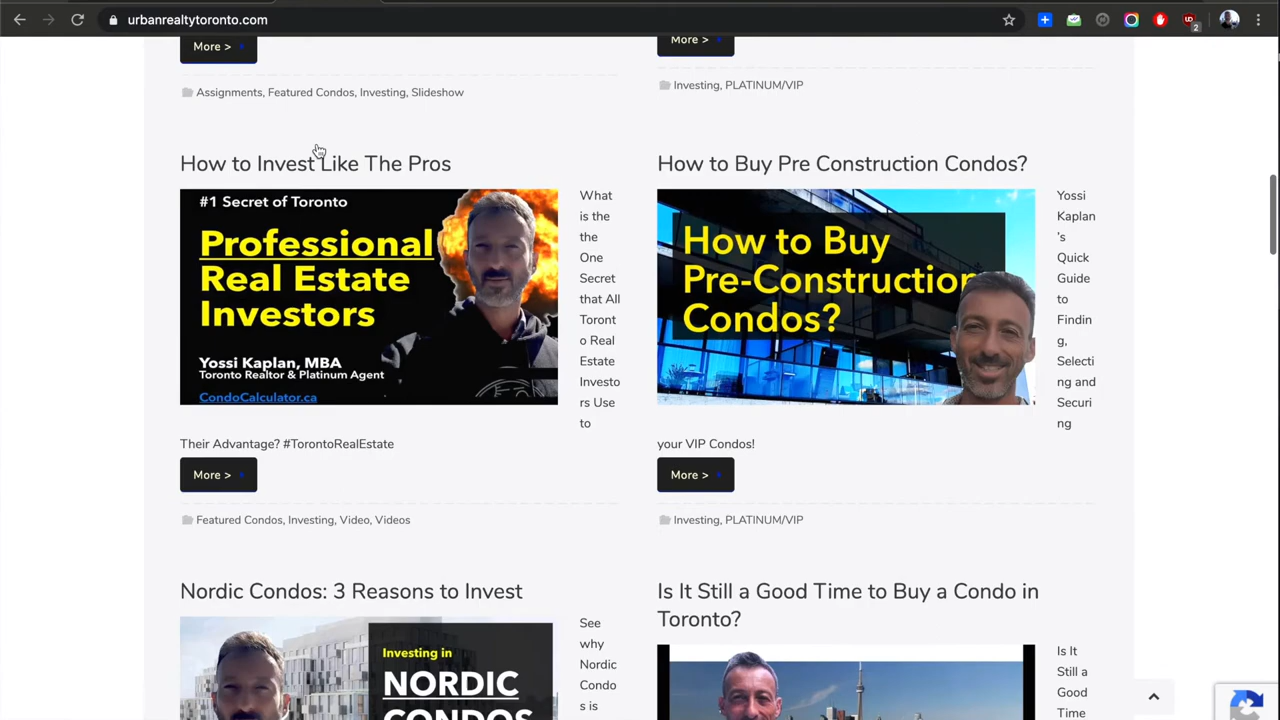 urbanrealtytoronto.com
2
More >
More >
Assignments, Featured Condos, Investing, Slideshow
Investing, PLATINUM/VIP
How to Invest Like The Pros
#1 Secret of Toronto
Professional
Real Estate
Investors
Yossi Kaplan, MBA
Toronto Realtor & Platinum Agent
CondoCalculator.ca
What
is the
the
One
Secret
that All
Toront
o Real
Estate
Investo
rs Use
to
Their Advantage? #TorontoRealEstate
More >
Featured Condos, Investing, Video, Videos
How to Buy Pre Construction Condos?
How to Buy
Pre-Construction
Condos?
Yossi
Kaplan
's
Quick
Guide
to
Findin
g,
Selecti
ng and
Securi
ng
your VIP Condos!
More >
Investing, PLATINUM/VIP
Nordic Condos: 3 Reasons to Invest
Investing in
NORDIC
CONDOS
See
why
Nordic
Condo
s is
Is It Still a Good Time to Buy a Condo in
Toronto?
Is It
Still a
Good
Time